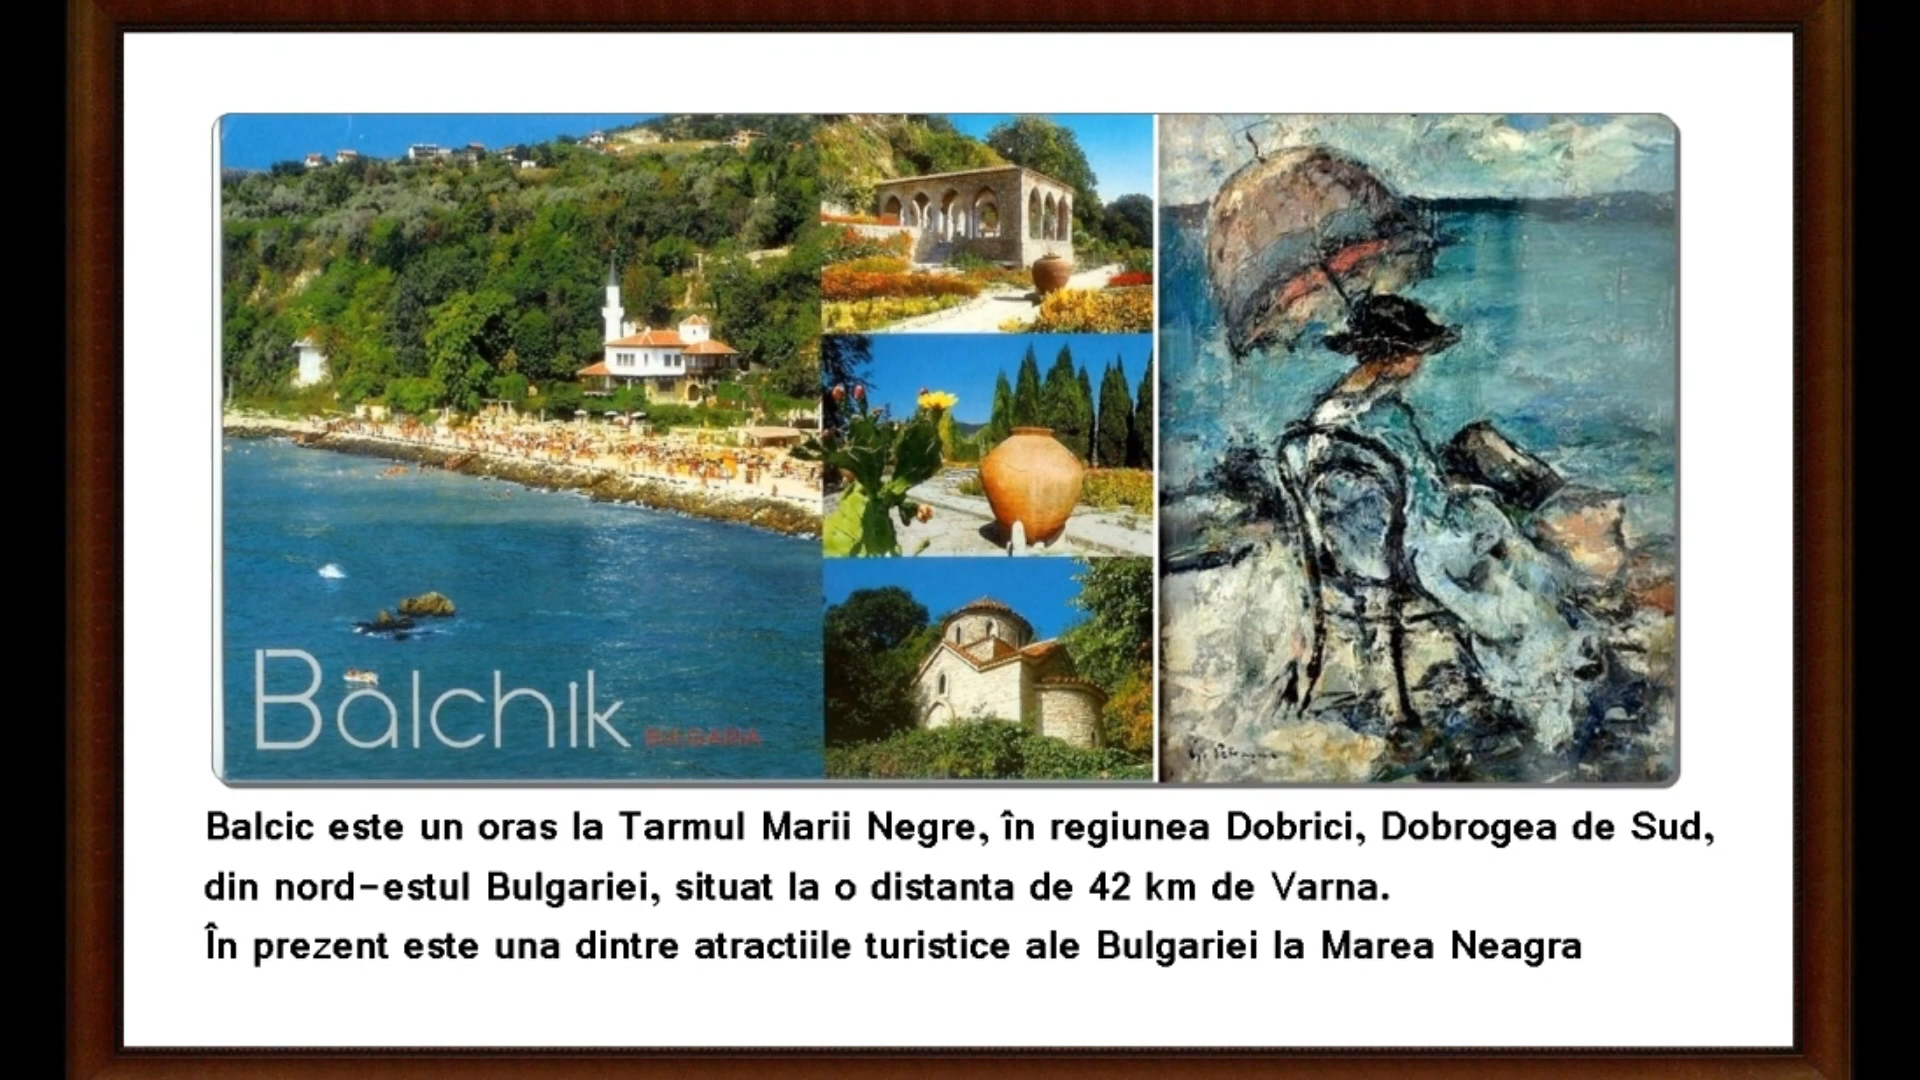 Balchik BULGARIA
Balcic este un oras la Tarmul Marii Negre, în regiunea Dobrici, Dobrogea de Sud,
din nord-estul Bulgariei, situat la o distanta de 42 km de Varna.
În prezent este una dintre atractiile turistice ale Bulgariei la Marea Neagra